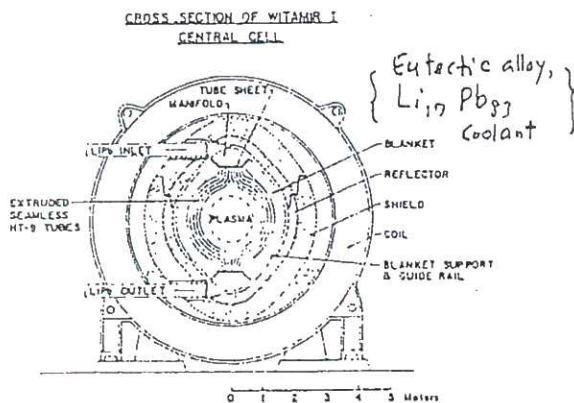 CROSS SECTION OF WITAMIR I
CENTRAL CELL
TUBE SHEET
MANIFOLD
LIPb INLET
EXTRUDED
SEAMLESS
HT-9 TUBES
PLASMA
LIPb OUTLET
Eutectic alloy,
Li17 Pb83
coolant
BLANKET
REFLECTOR
SHIELD
COIL
BLANKET SUPPORT
& GUIDE RAIL
0 1 2 3 4 5 Meters